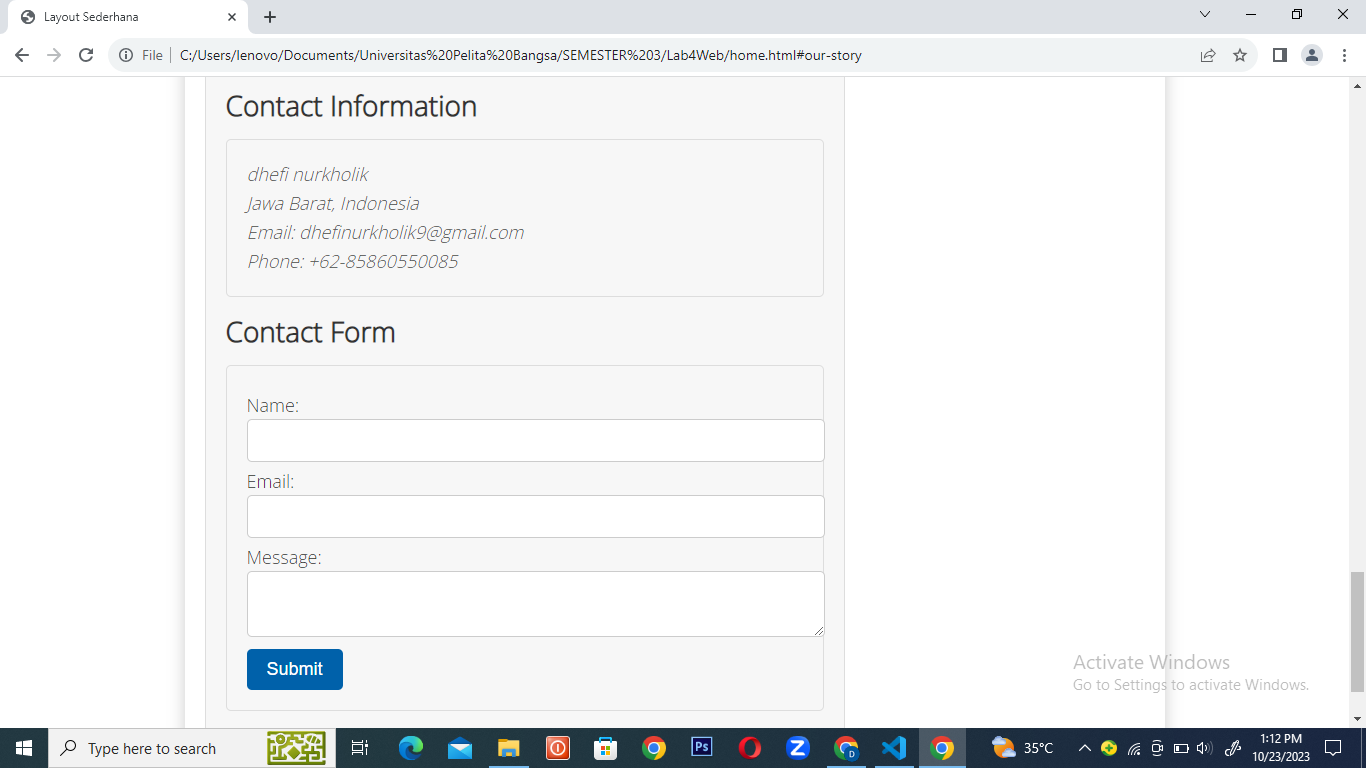 Layout Sederhana
File
C:/Users/lenovo/Documents/Universitas%20Pelita%20Bangsa/SEMESTER%203/Lab4Web/home.html#our-story
Contact Information
dhefi nurkholik
Jawa Barat, Indonesia
Email: dhefinurkholik9@gmail.com
Phone: +62-85860550085
Contact Form
Name:
Email:
Message:
Submit
Activate Windows
Go to Settings to activate Windows.
Type here to search
Ps
Z
D
35°C
1:12 PM
10/23/2023